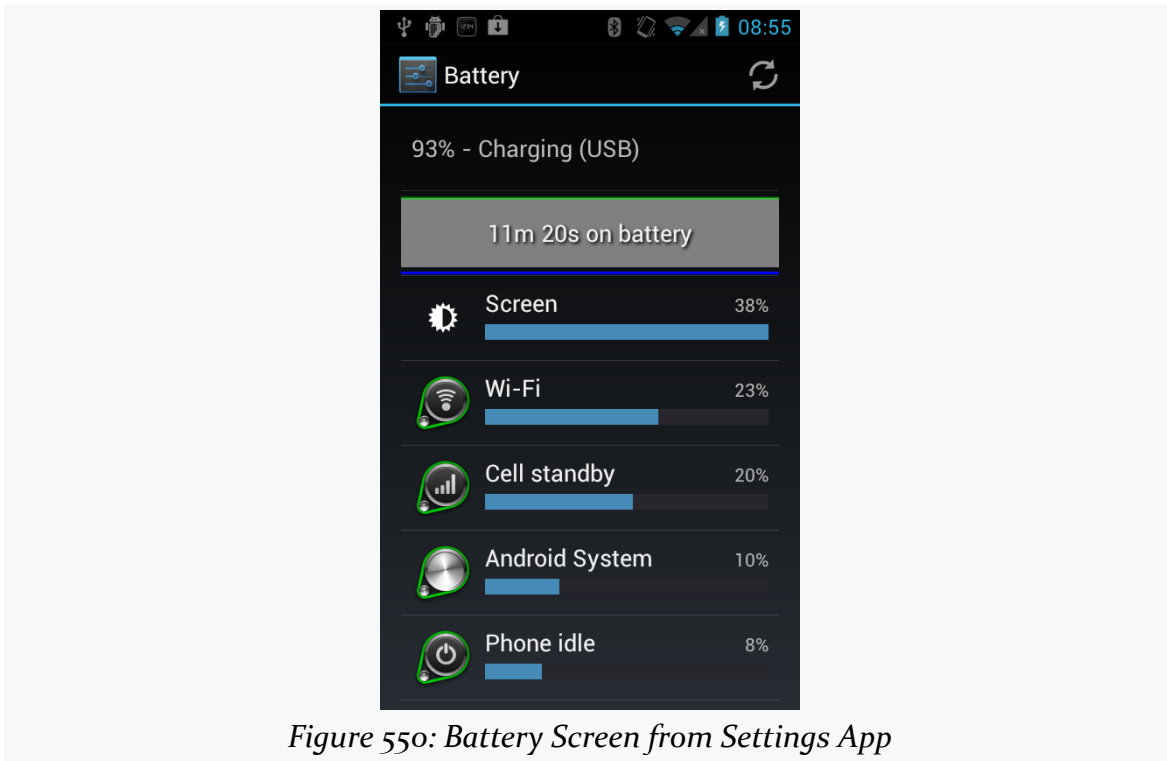 08:55
Battery
93% - Charging (USB)
11m 20s on battery
Screen 38%
Wi-Fi 23%
Cell standby 20%
Android System 10%
Phone idle 8%
Figure 550: Battery Screen from Settings App